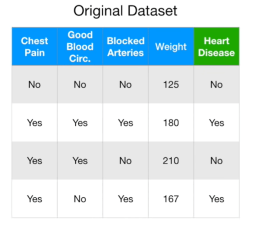 Original Dataset
Chest Pain Good Blood Circ. Blocked Arteries Weight Heart Disease
No No No 125 No
Yes Yes Yes 180 Yes
Yes Yes No 210 No
Yes No Yes 167 Yes